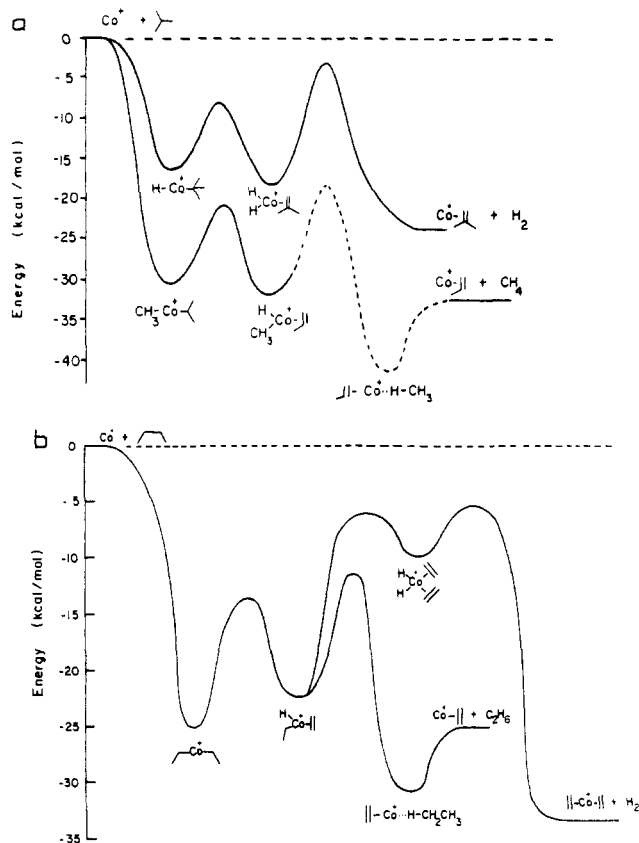 a
Co+ +
0
-5
-10
-15
-20
-25
-30
-35
-40
Energy (kcal/mol)
H-Co+
H
H Co+
Co+ + H2
CH3-Co+
H
CH3 Co+
Co+ + CH4
Co+...H-CH3
b
Co+ +
0
-5
-10
-15
-20
-25
-30
-35
Energy (kcal/mol)
H
H Co+
Co+
H
Co+
Co+ + C2H6
Co+...H-CH2CH3
Co+ + H2